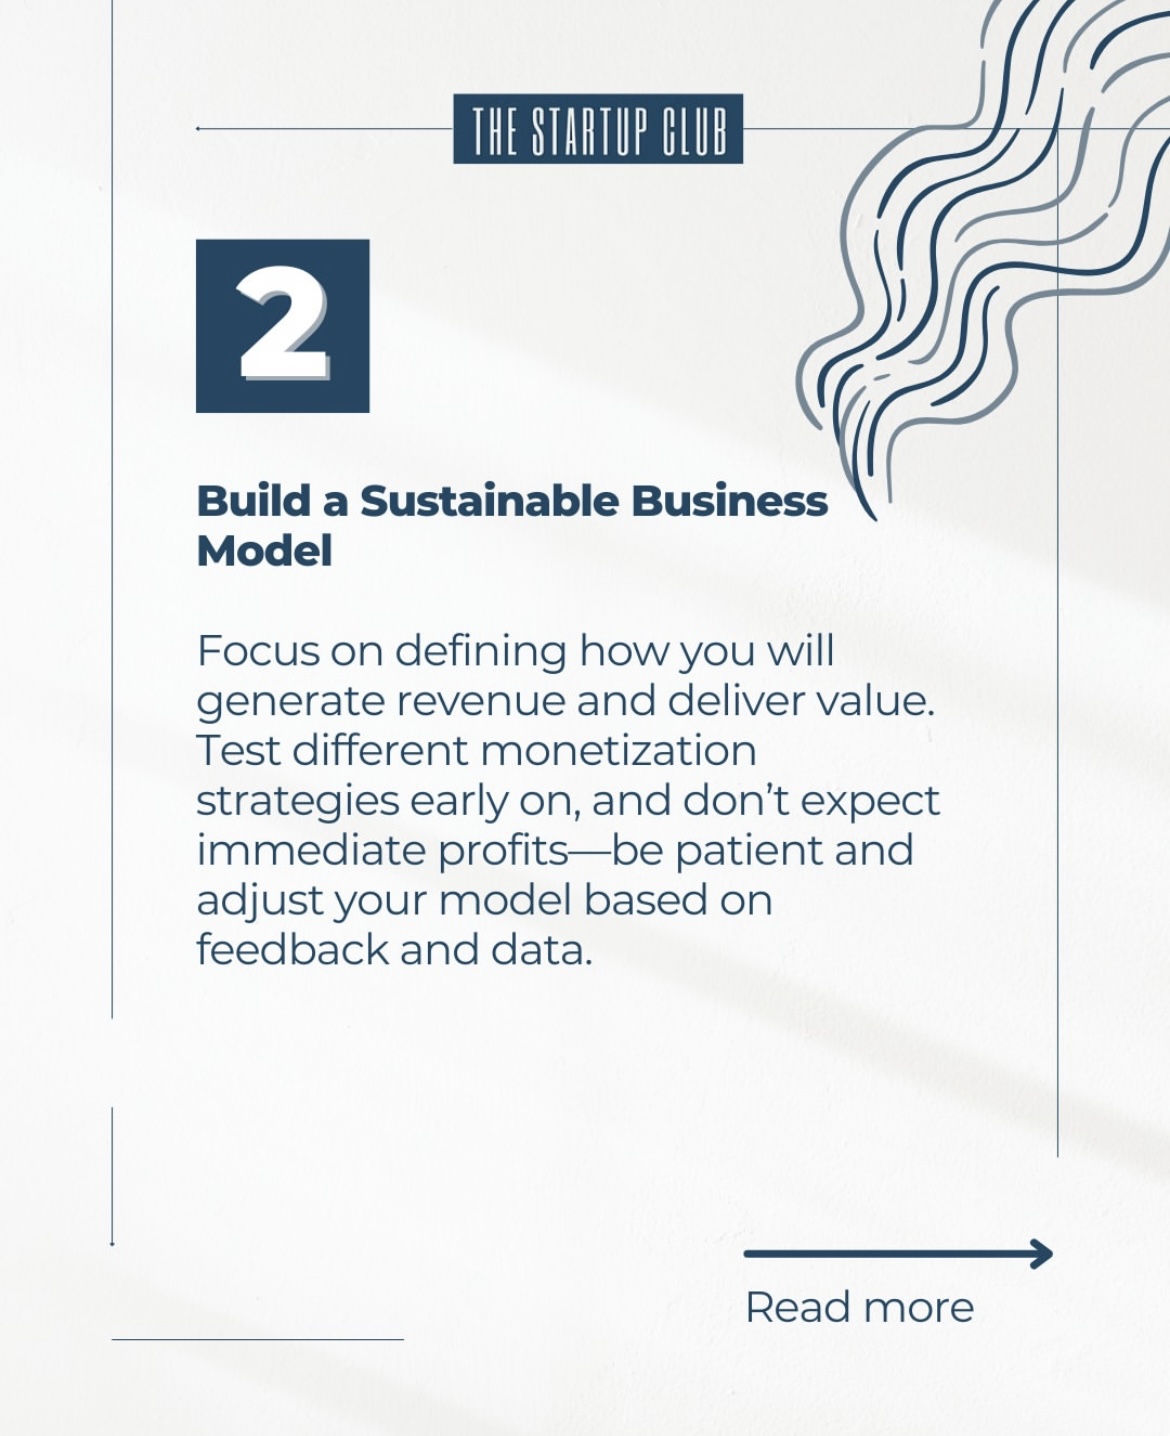 THE STARTUP CLUB
2
Build a Sustainable Business
Model
Focus on defining how you will
generate revenue and deliver value.
Test different monetization
strategies early on, and don’t expect
immediate profits—be patient and
adjust your model based on
feedback and data.
Read more